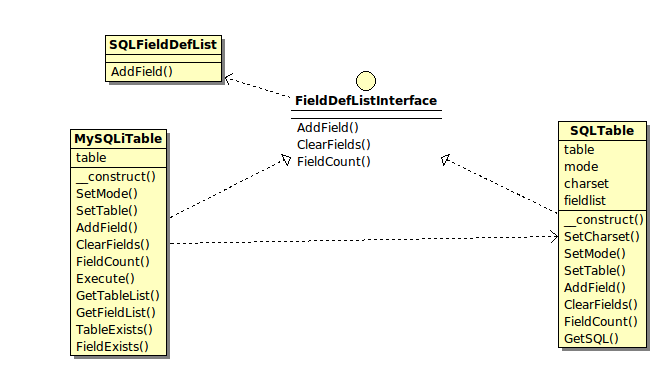 SQLFieldDefList
AddField()
FieldDefListInterface
AddField()
ClearFields()
FieldCount()
MySQLiTable
table
__construct()
SetMode()
SetTable()
AddField()
ClearFields()
FieldCount()
Execute()
GetTableList()
GetFieldList()
TableExists()
FieldExists()
SQLTable
table
mode
charset
fieldlist
__construct()
SetCharset()
SetMode()
SetTable()
AddField()
ClearFields()
FieldCount()
GetSQL()